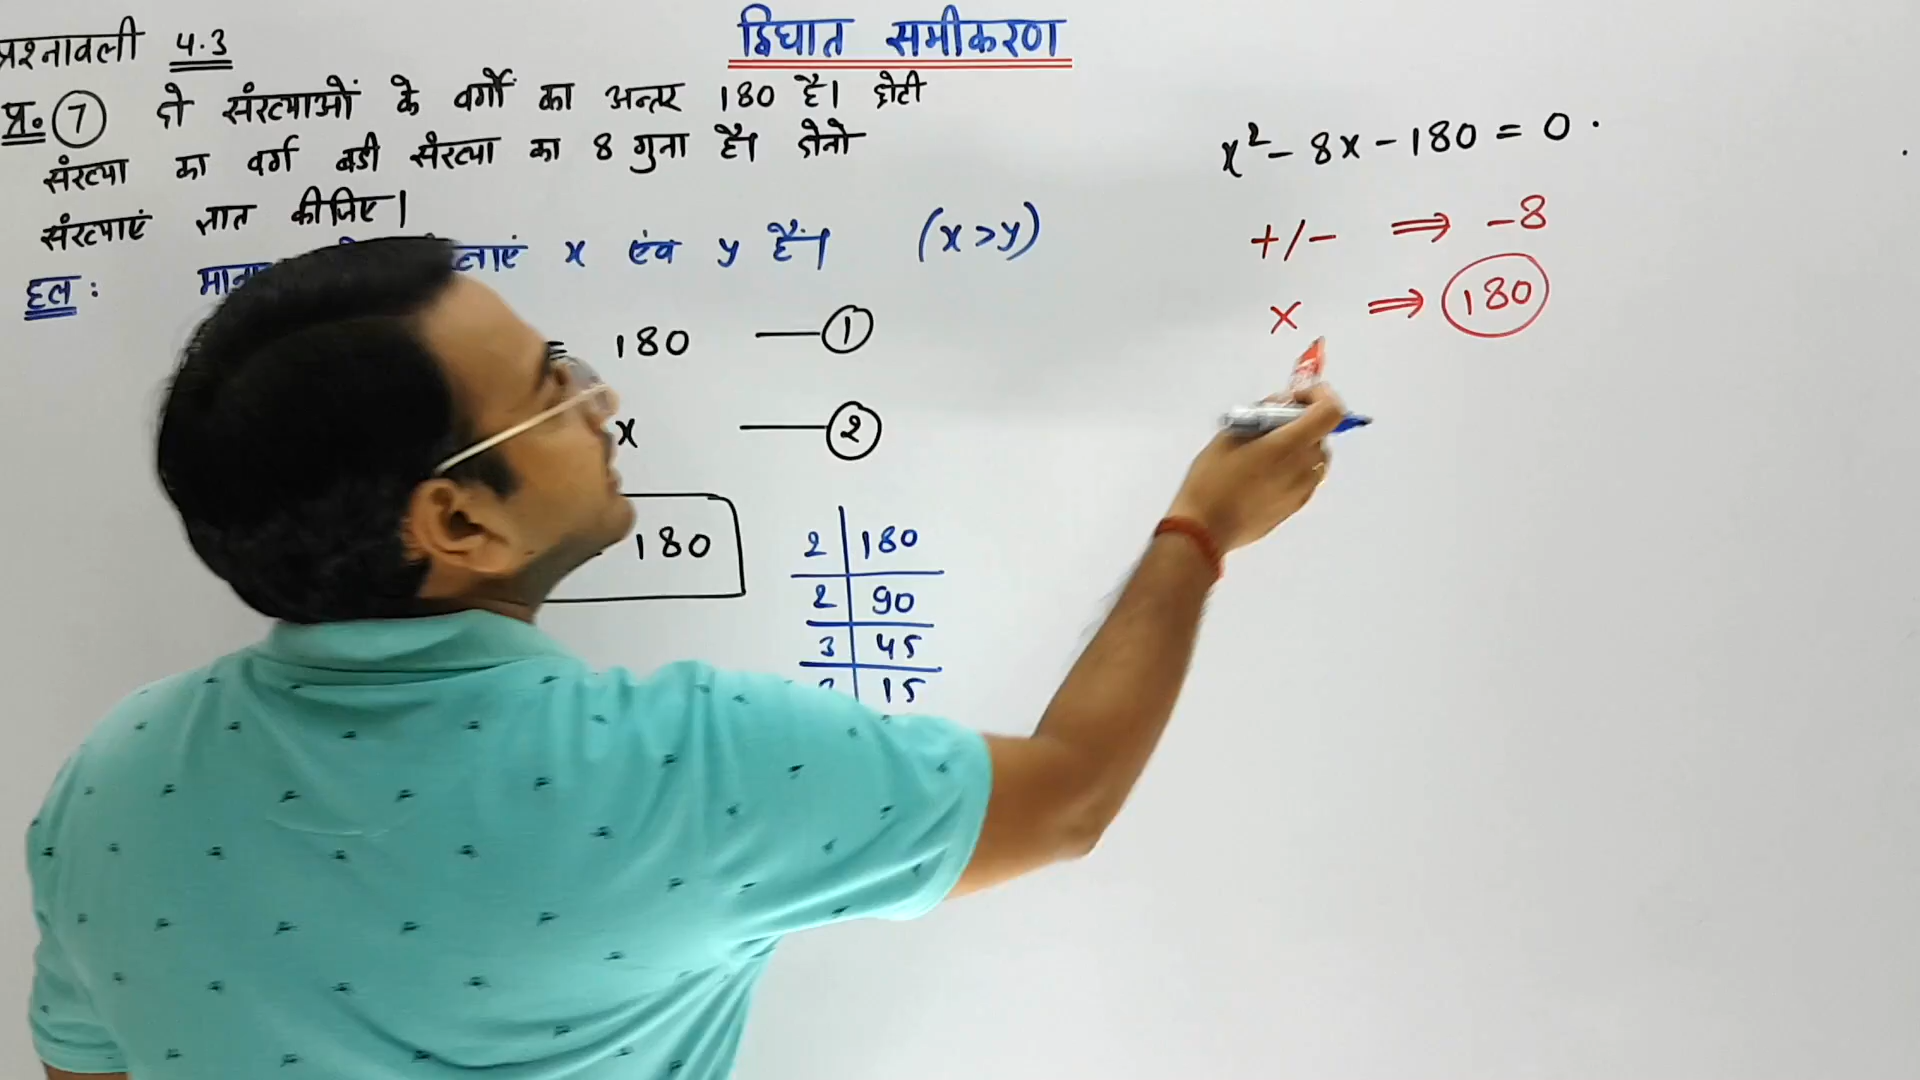 द्विघात समीकरण
प्रश्नावली 4.3
प्र. 7 दो संख्याओं के वर्गों का अन्तर 180 है। छोटी
संख्या का वर्ग बडी संख्या का 8 गुना है। दोनो
संख्याएं ज्ञात कीजिए।
हल : x एंव y हैं। (x>y)
180 —— 1
x —— 2
180
2 | 180
2 | 90
3 | 45
15
x² - 8x - 180 = 0
+/- ⇒ -8
× ⇒ 180